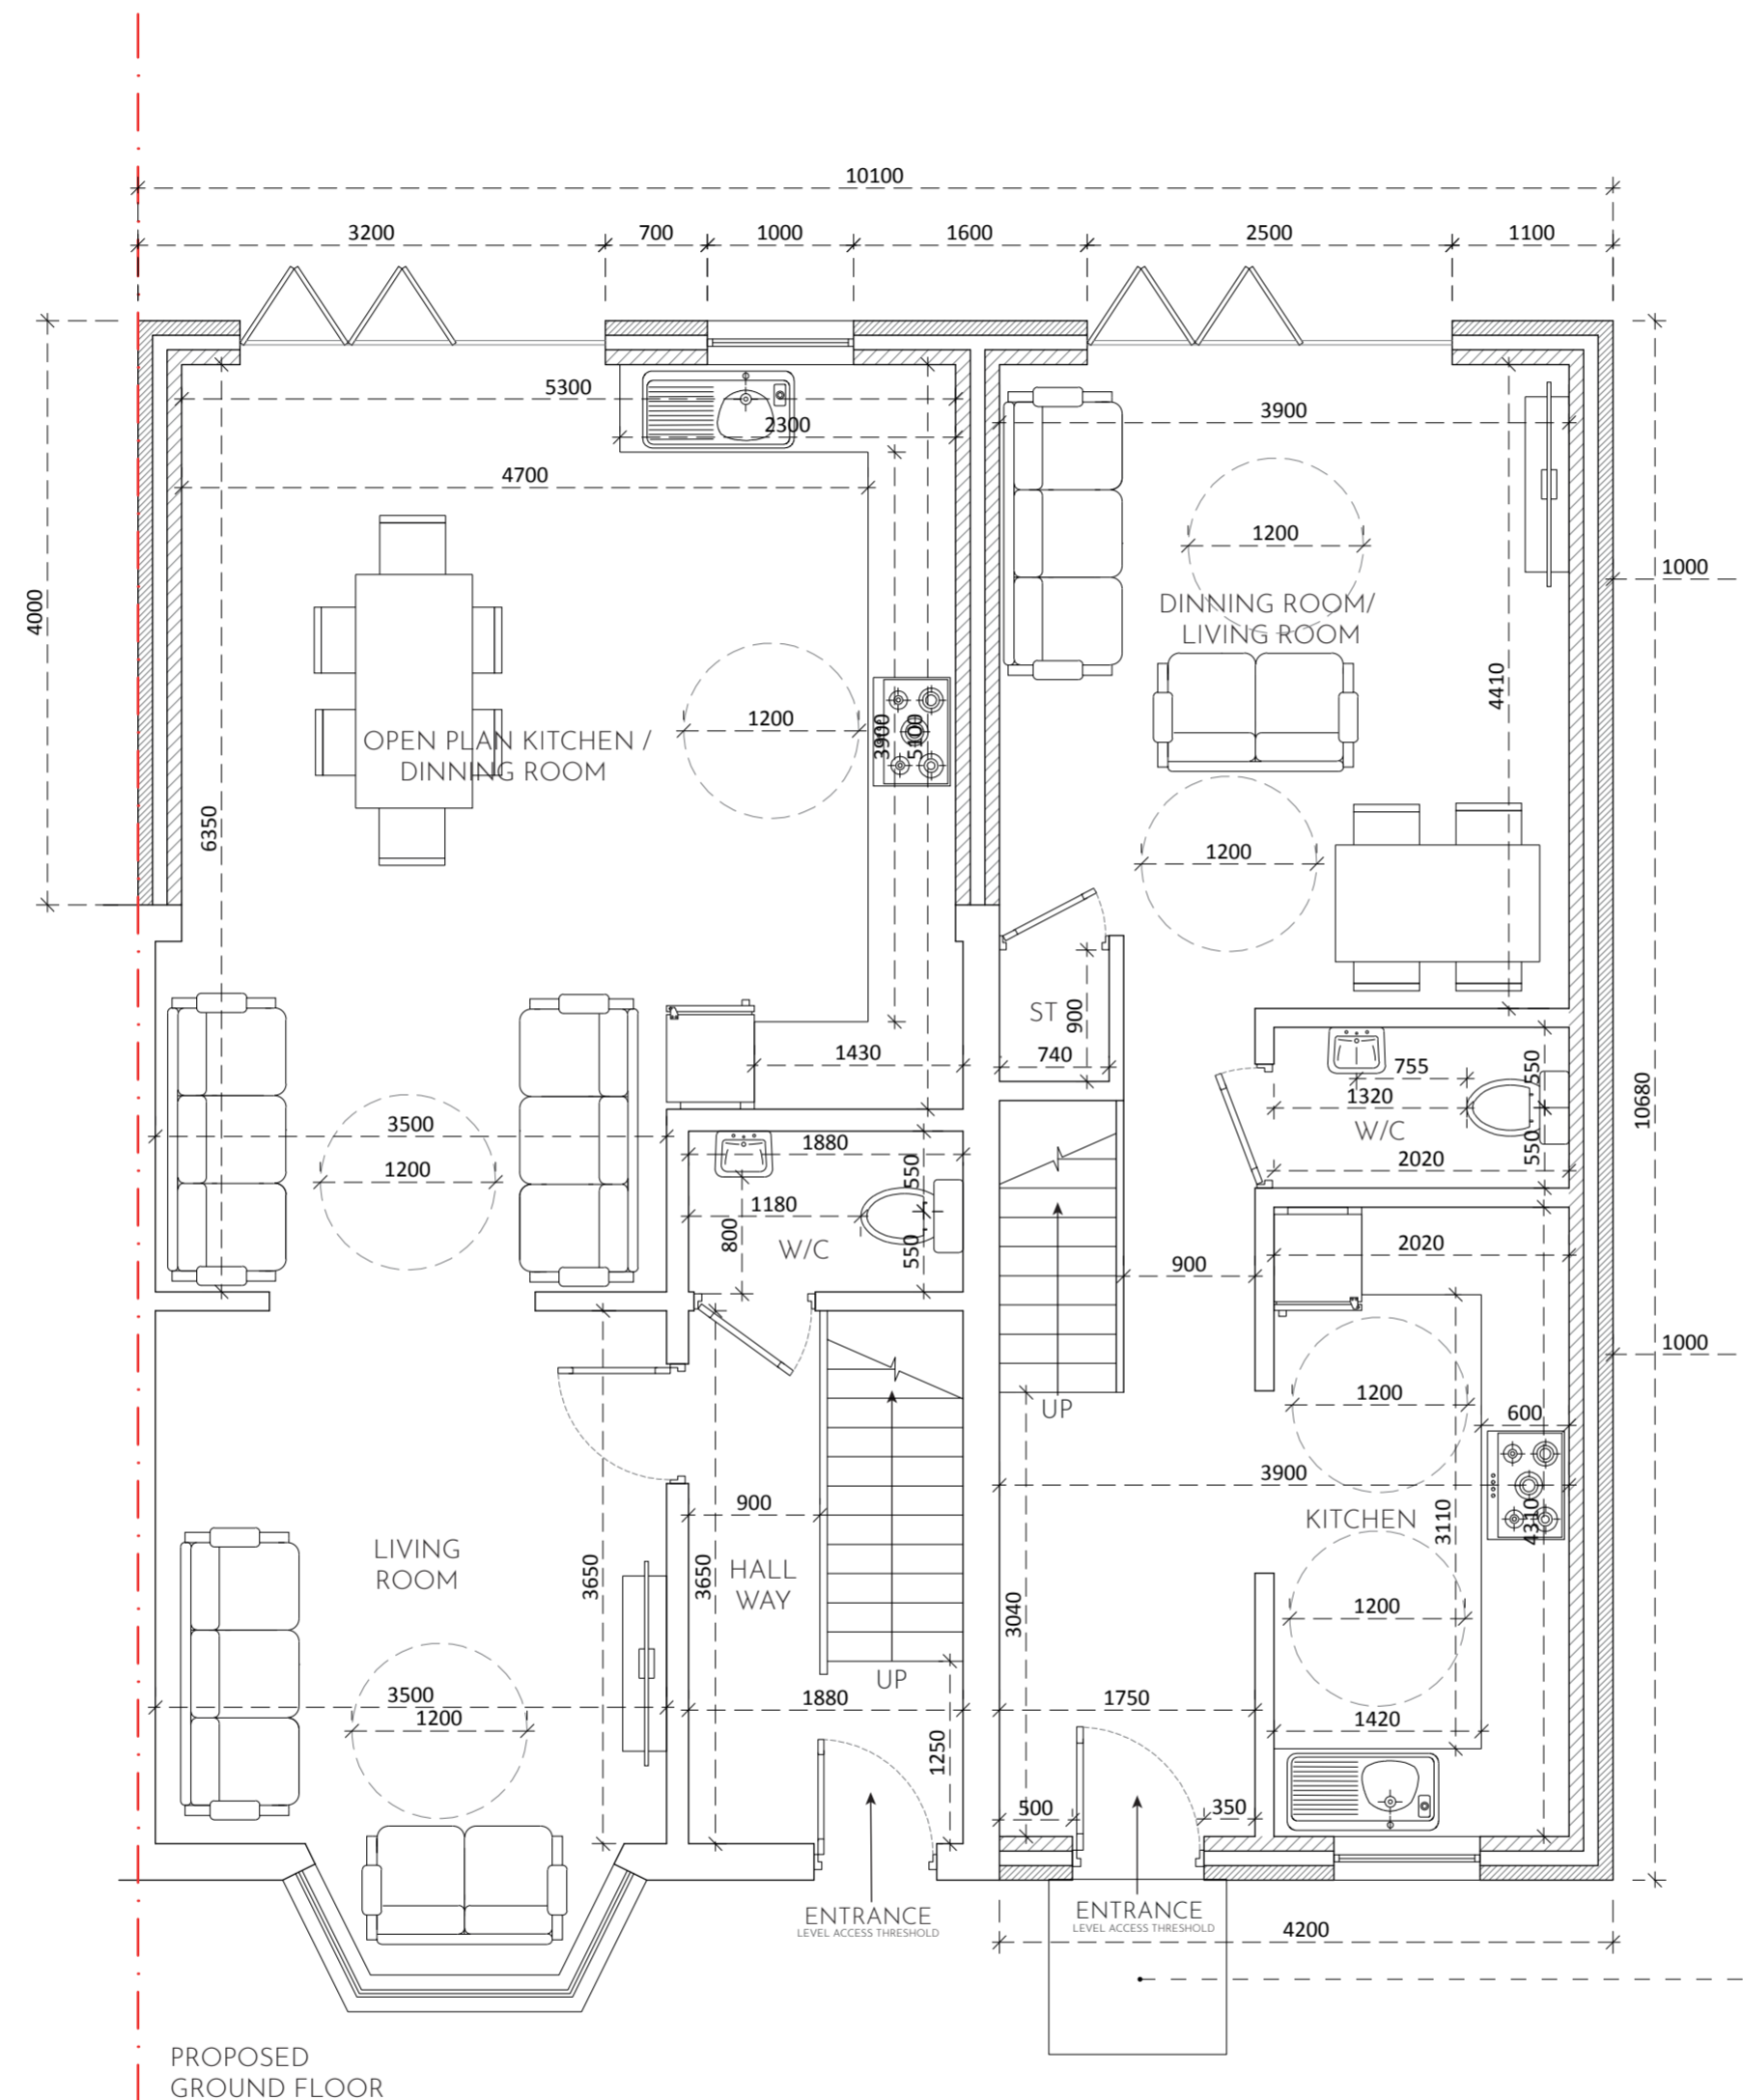 10100
3200
700
1000
1600
2500
1100
5300
2300
3900
4700
1200
1000
DINNING ROOM/
LIVING ROOM
4000
4410
1200
3900
5100
OPEN PLAN KITCHEN /
DINNING ROOM
6350
1200
ST
900
1430
740
755
550
1320
10680
3500
W/C
550
1880
1200
550
2020
1180
800
W/C
550
900
2020
1000
1200
UP
600
3900
900
3110
4310
KITCHEN
LIVING
ROOM
3650
3650
HALL
WAY
3040
1200
UP
3500
1880
1750
1200
1420
1250
500
350
ENTRANCE
LEVEL ACCESS THRESHOLD
ENTRANCE
LEVEL ACCESS THRESHOLD
4200
PROPOSED
GROUND FLOOR